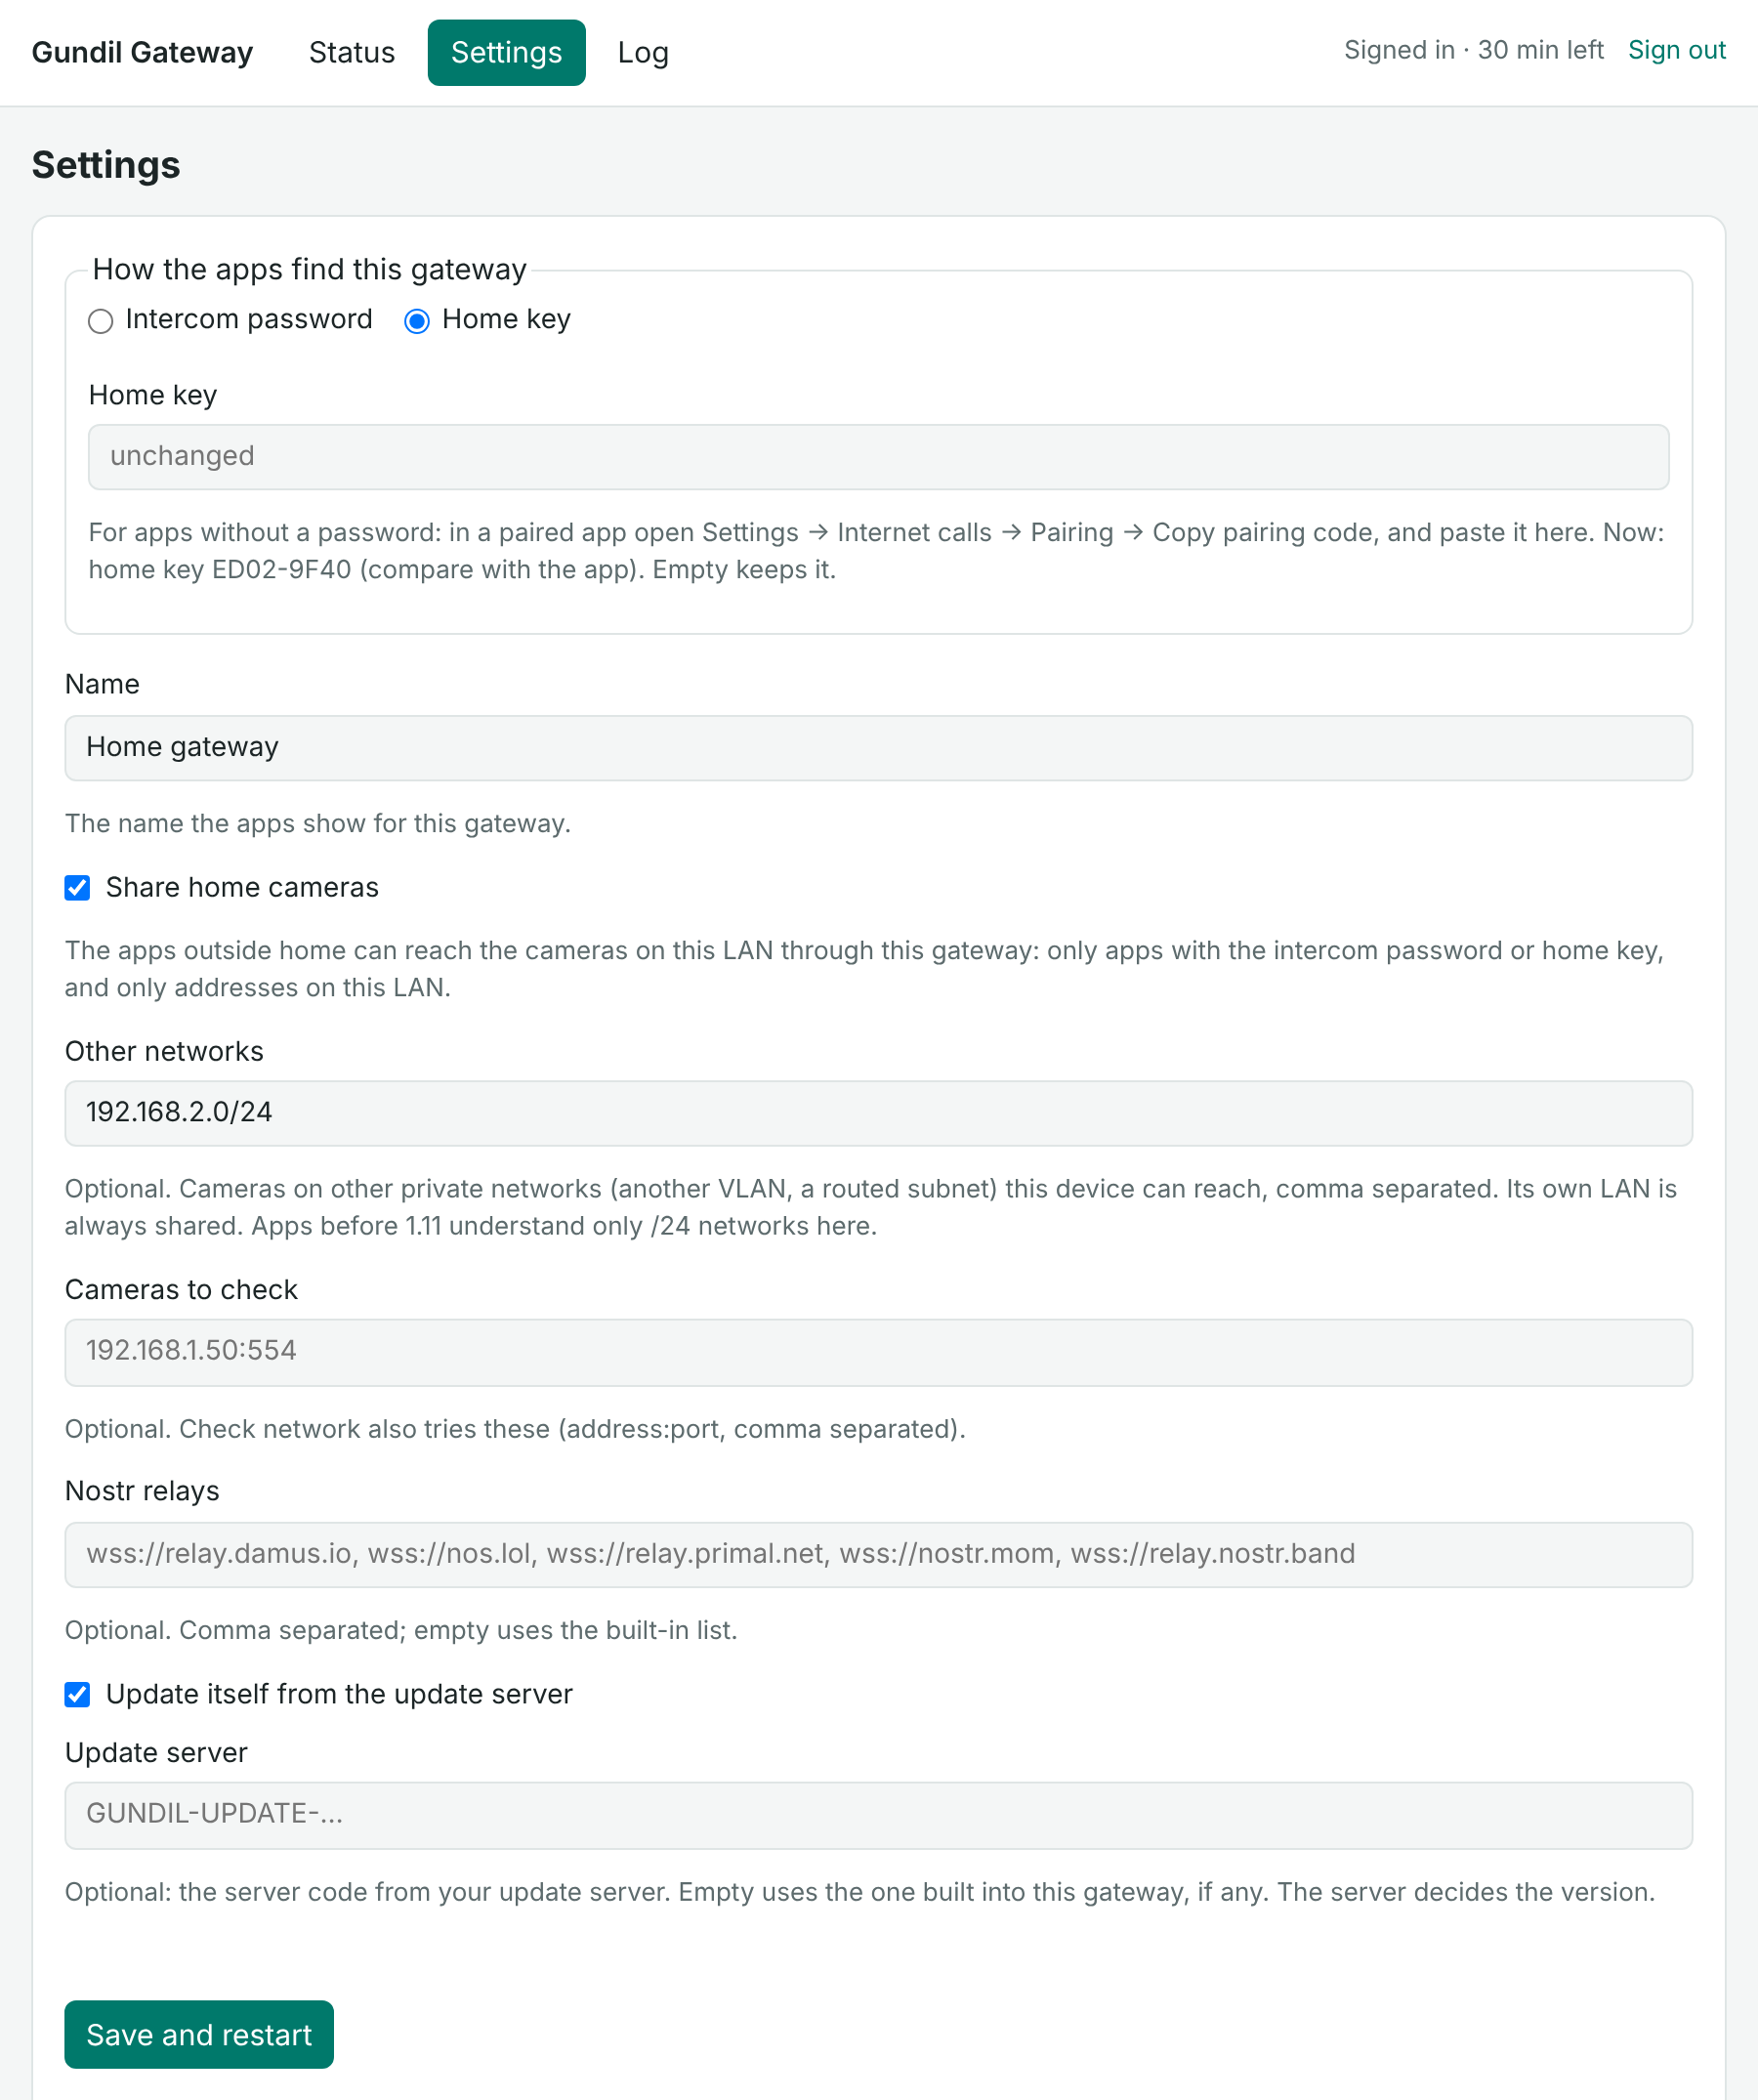 Gundil Gateway Status Settings Log Signed in · 30 min left Sign out
Settings
How the apps find this gateway
Intercom password Home key
Home key
unchanged
For apps without a password: in a paired app open Settings → Internet calls → Pairing → Copy pairing code, and paste it here. Now:
home key ED02-9F40 (compare with the app). Empty keeps it.
Name
Home gateway
The name the apps show for this gateway.
Share home cameras
The apps outside home can reach the cameras on this LAN through this gateway: only apps with the intercom password or home key,
and only addresses on this LAN.
Other networks
192.168.2.0/24
Optional. Cameras on other private networks (another VLAN, a routed subnet) this device can reach, comma separated. Its own LAN is
always shared. Apps before 1.11 understand only /24 networks here.
Cameras to check
192.168.1.50:554
Optional. Check network also tries these (address:port, comma separated).
Nostr relays
wss://relay.damus.io, wss://nos.lol, wss://relay.primal.net, wss://nostr.mom, wss://relay.nostr.band
Optional. Comma separated; empty uses the built-in list.
Update itself from the update server
Update server
GUNDIL-UPDATE-...
Optional: the server code from your update server. Empty uses the one built into this gateway, if any. The server decides the version.
Save and restart